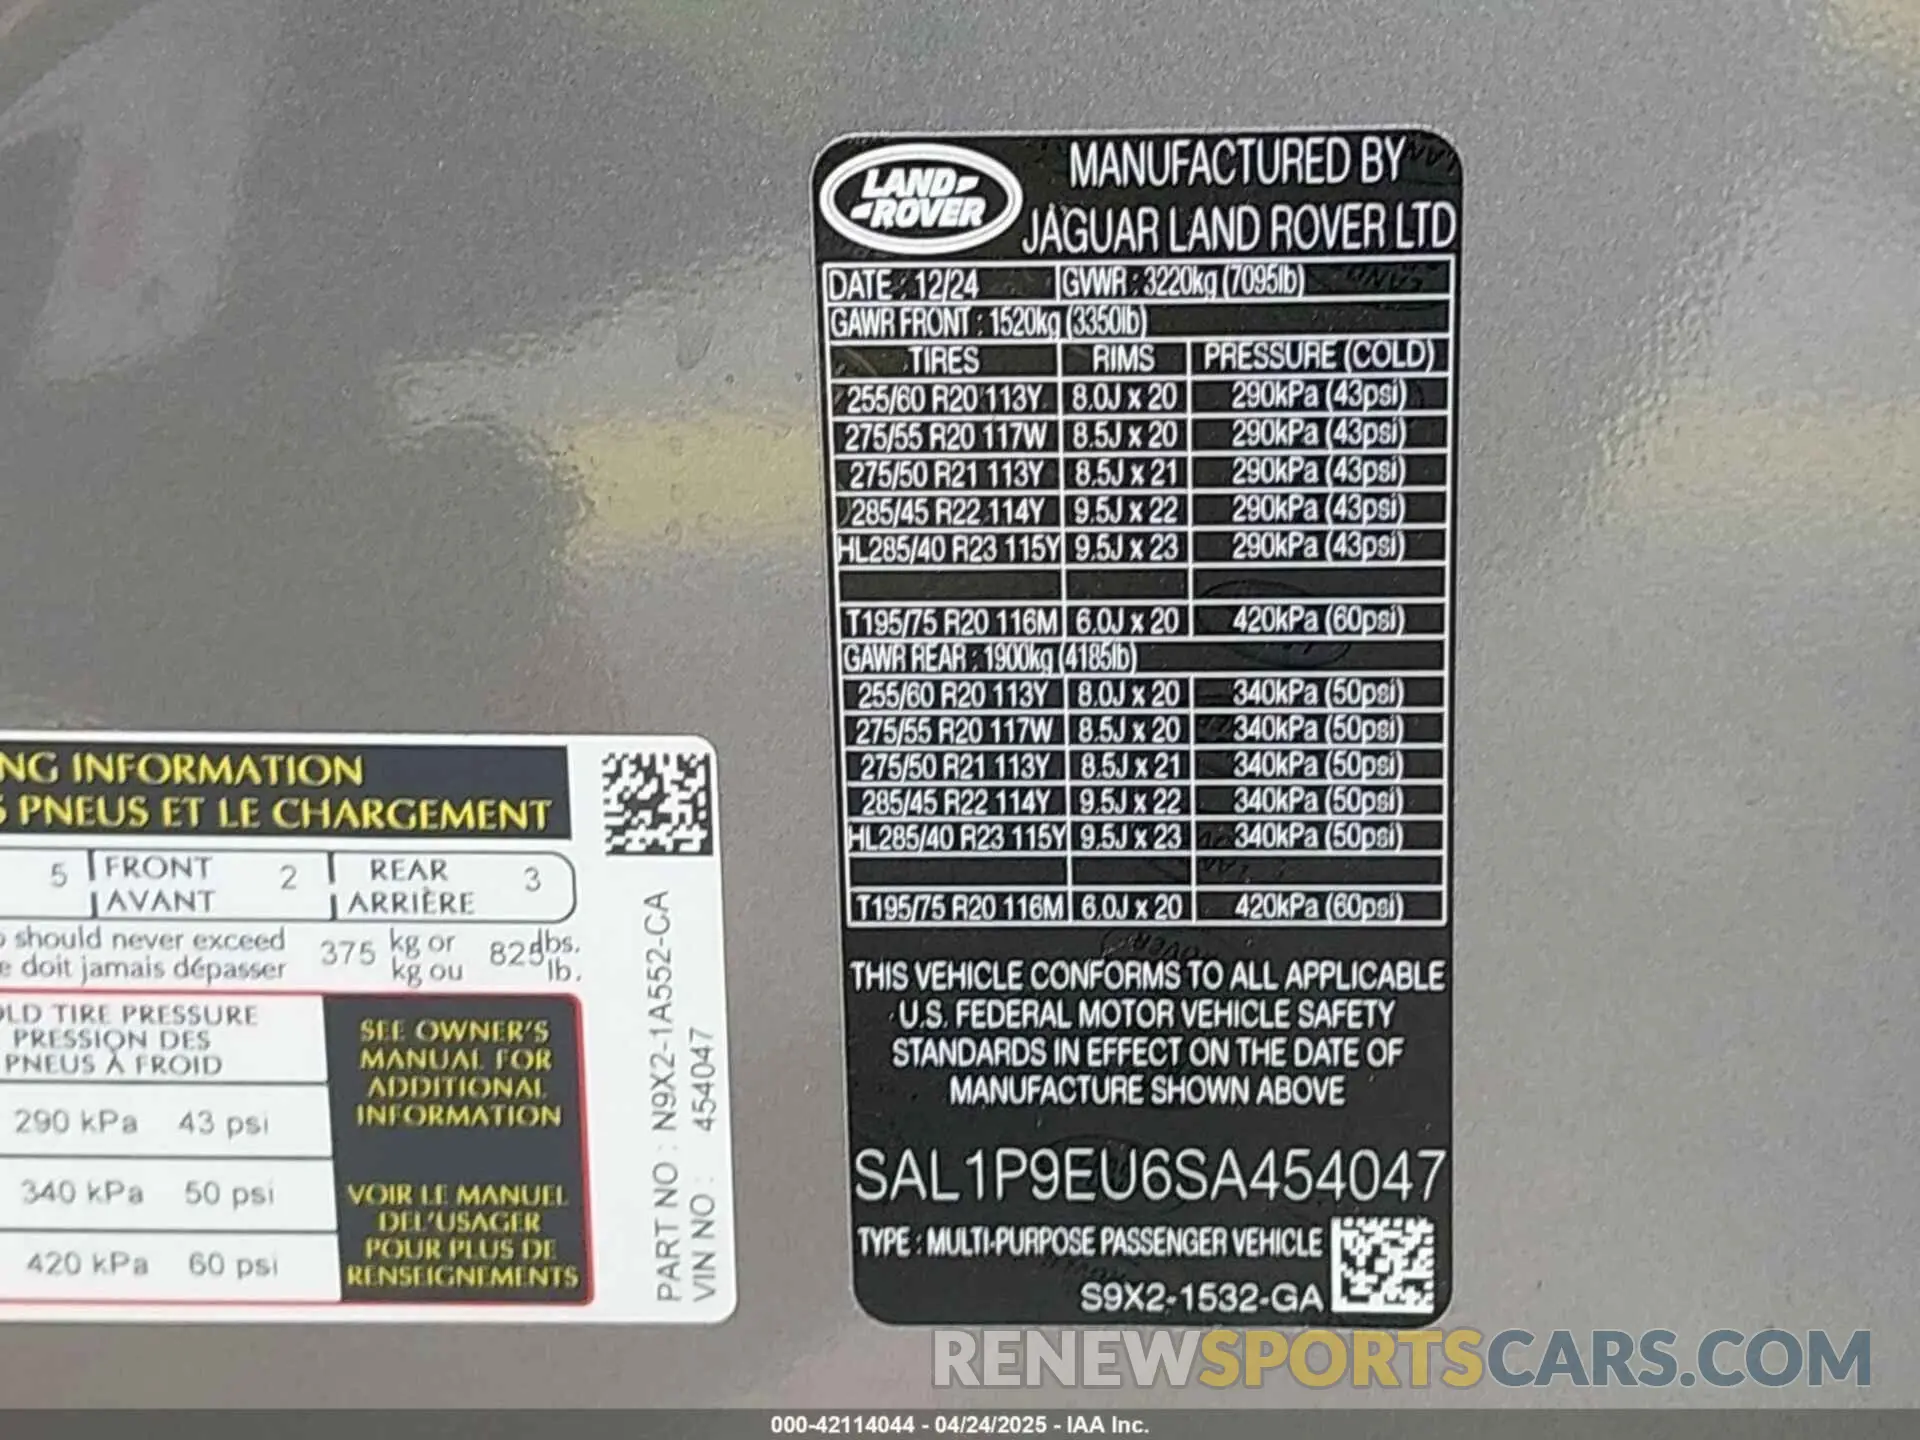 LAND-
-ROVER
MANUFACTURED BY
JAGUAR LAND ROVER LTD
DATE : 12/24 GVWR : 3220kg (7095lb)
GAWR FRONT : 1520kg (3350lb)
TIRES RIMS PRESSURE (COLD)
255/60 R20 113Y 8.0J x 20 290kPa (43psi)
275/55 R20 117W 8.5J x 20 290kPa (43psi)
275/50 R21 113Y 8.5J x 21 290kPa (43psi)
285/45 R22 114Y 9.5J x 22 290kPa (43psi)
HL285/40 R23 115Y 9.5J x 23 290kPa (43psi)
T195/75 R20 116M 6.0J x 20 420kPa (60psi)
GAWR REAR : 1900kg (4185lb)
255/60 R20 113Y 8.0J x 20 340kPa (50psi)
275/55 R20 117W 8.5J x 20 340kPa (50psi)
275/50 R21 113Y 8.5J x 21 340kPa (50psi)
285/45 R22 114Y 9.5J x 22 340kPa (50psi)
HL285/40 R23 115Y 9.5J x 23 340kPa (50psi)
T195/75 R20 116M 6.0J x 20 420kPa (60psi)
THIS VEHICLE CONFORMS TO ALL APPLICABLE
U.S. FEDERAL MOTOR VEHICLE SAFETY
STANDARDS IN EFFECT ON THE DATE OF
MANUFACTURE SHOWN ABOVE
SAL1P9EU6SA454047
TYPE : MULTI-PURPOSE PASSENGER VEHICLE
S9X2-1532-GA
NG INFORMATION
S PNEUS ET LE CHARGEMENT
5 FRONT 2 REAR 3
AVANT ARRIÈRE
should never exceed 375 kg or 825 lbs.
e doit jamais dépasser kg ou lb.
LD TIRE PRESSURE
PRESSION DES
PNEUS À FROID
290 kPa 43 psi
340 kPa 50 psi
420 kPa 60 psi
SEE OWNER'S
MANUAL FOR
ADDITIONAL
INFORMATION
VOIR LE MANUEL
DEL'USAGER
POUR PLUS DE
RENSEIGNEMENTS
PART NO : N9X2-1A552-CA
VIN NO : 454047
RENEWSPORTSCARS.COM
000-42114044 - 04/24/2025 - IAA Inc.